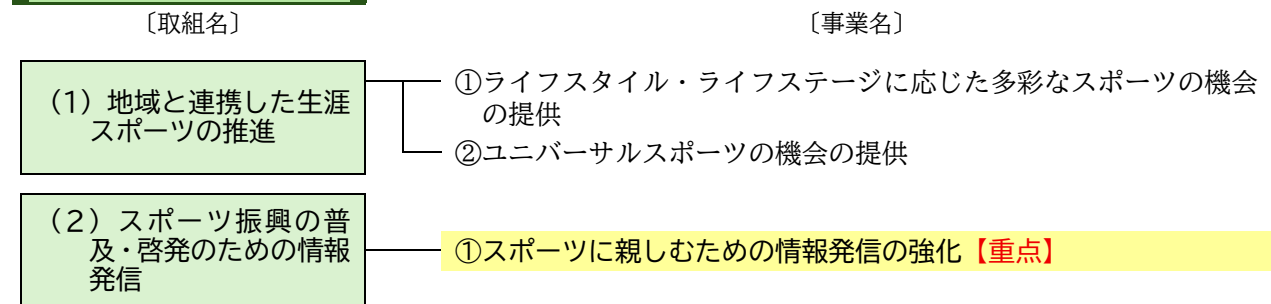 〔取組名〕 〔事業名〕
(1)地域と連携した生涯
スポーツの推進
①ライフスタイル・ライフステージに応じた多彩なスポーツの機会
の提供
②ユニバーサルスポーツの機会の提供
(2)スポーツ振興の普
及・啓発のための情報
発信
①スポーツに親しむための情報発信の強化【重点】